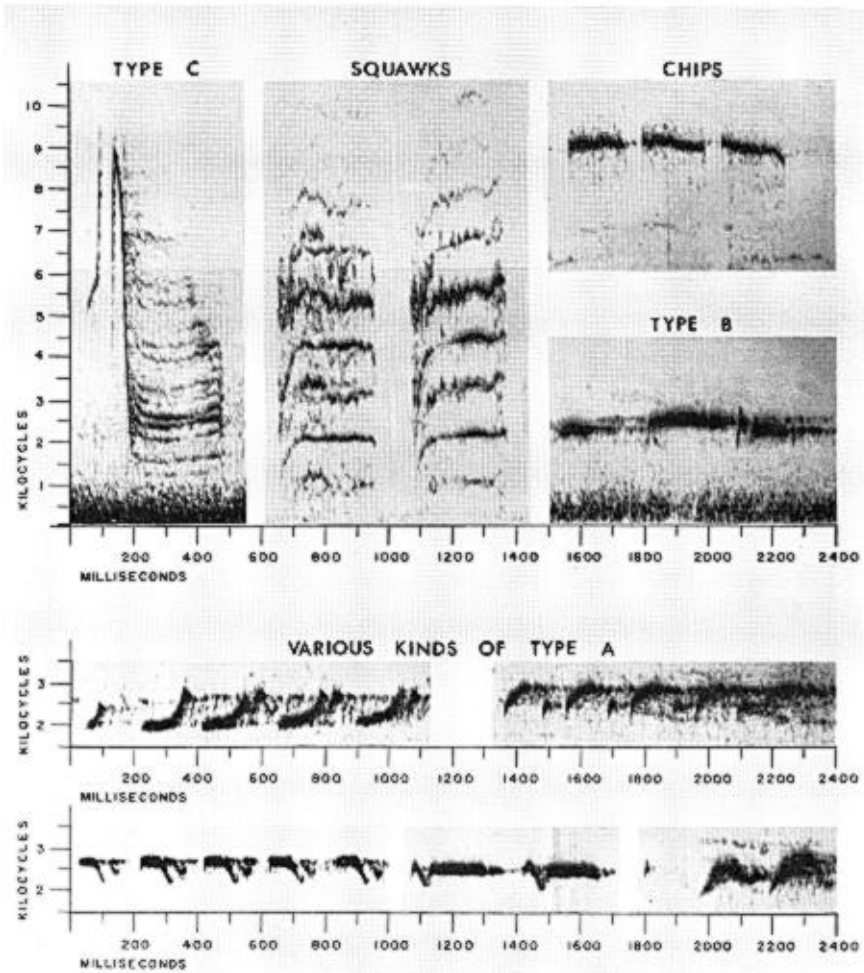 TYPE C SQUAWKS CHIPS
10
9
8
7
6
5
4
3
2
1
KILOCYCLES
TYPE B
200 400 600 800 1000 1200 1400 1600 1800 2000 2200 2400
MILLISECONDS
VARIOUS KINDS OF TYPE A
KILOCYCLES
3
2
200 400 600 800 1000 1200 1400 1600 1800 2000 2200 2400
MILLISECONDS
KILOCYCLES
3
2
200 400 600 800 1000 1200 1400 1600 1800 2000 2200 2400
MILLISECONDS